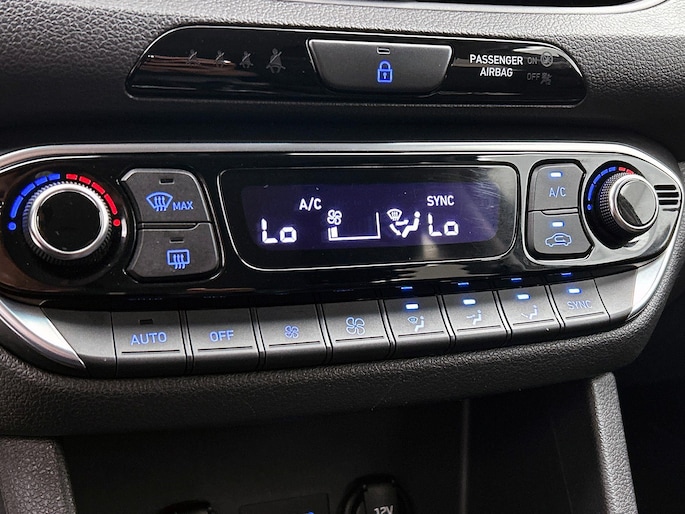 PASSENGER ON
AIRBAG OFF
MAX
A/C SYNC
Lo Lo
A/C
AUTO OFF SYNC
12V